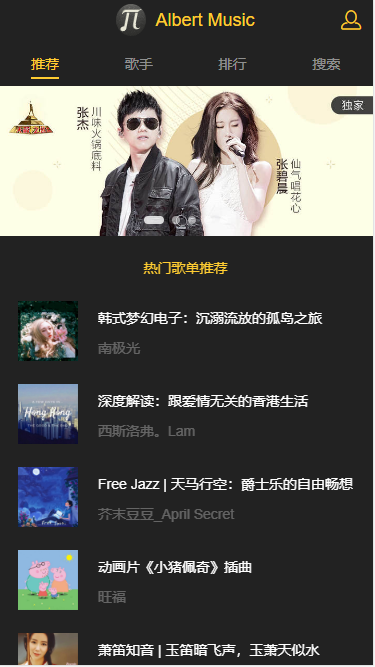 Albert Music
推荐
歌手
排行
搜索
独家
张杰
川味火锅底料
张碧晨
仙气唱花心
热门歌单推荐
韩式梦幻电子：沉溺流放的孤岛之旅
南极光
深度解读：跟爱情无关的香港生活
西斯洛弗。Lam
Hong Kong
Free Jazz | 天马行空：爵士乐的自由畅想
芥末豆豆_April Secret
动画片《小猪佩奇》插曲
旺福
萧笛知音 | 玉笛暗飞声，玉萧天似水